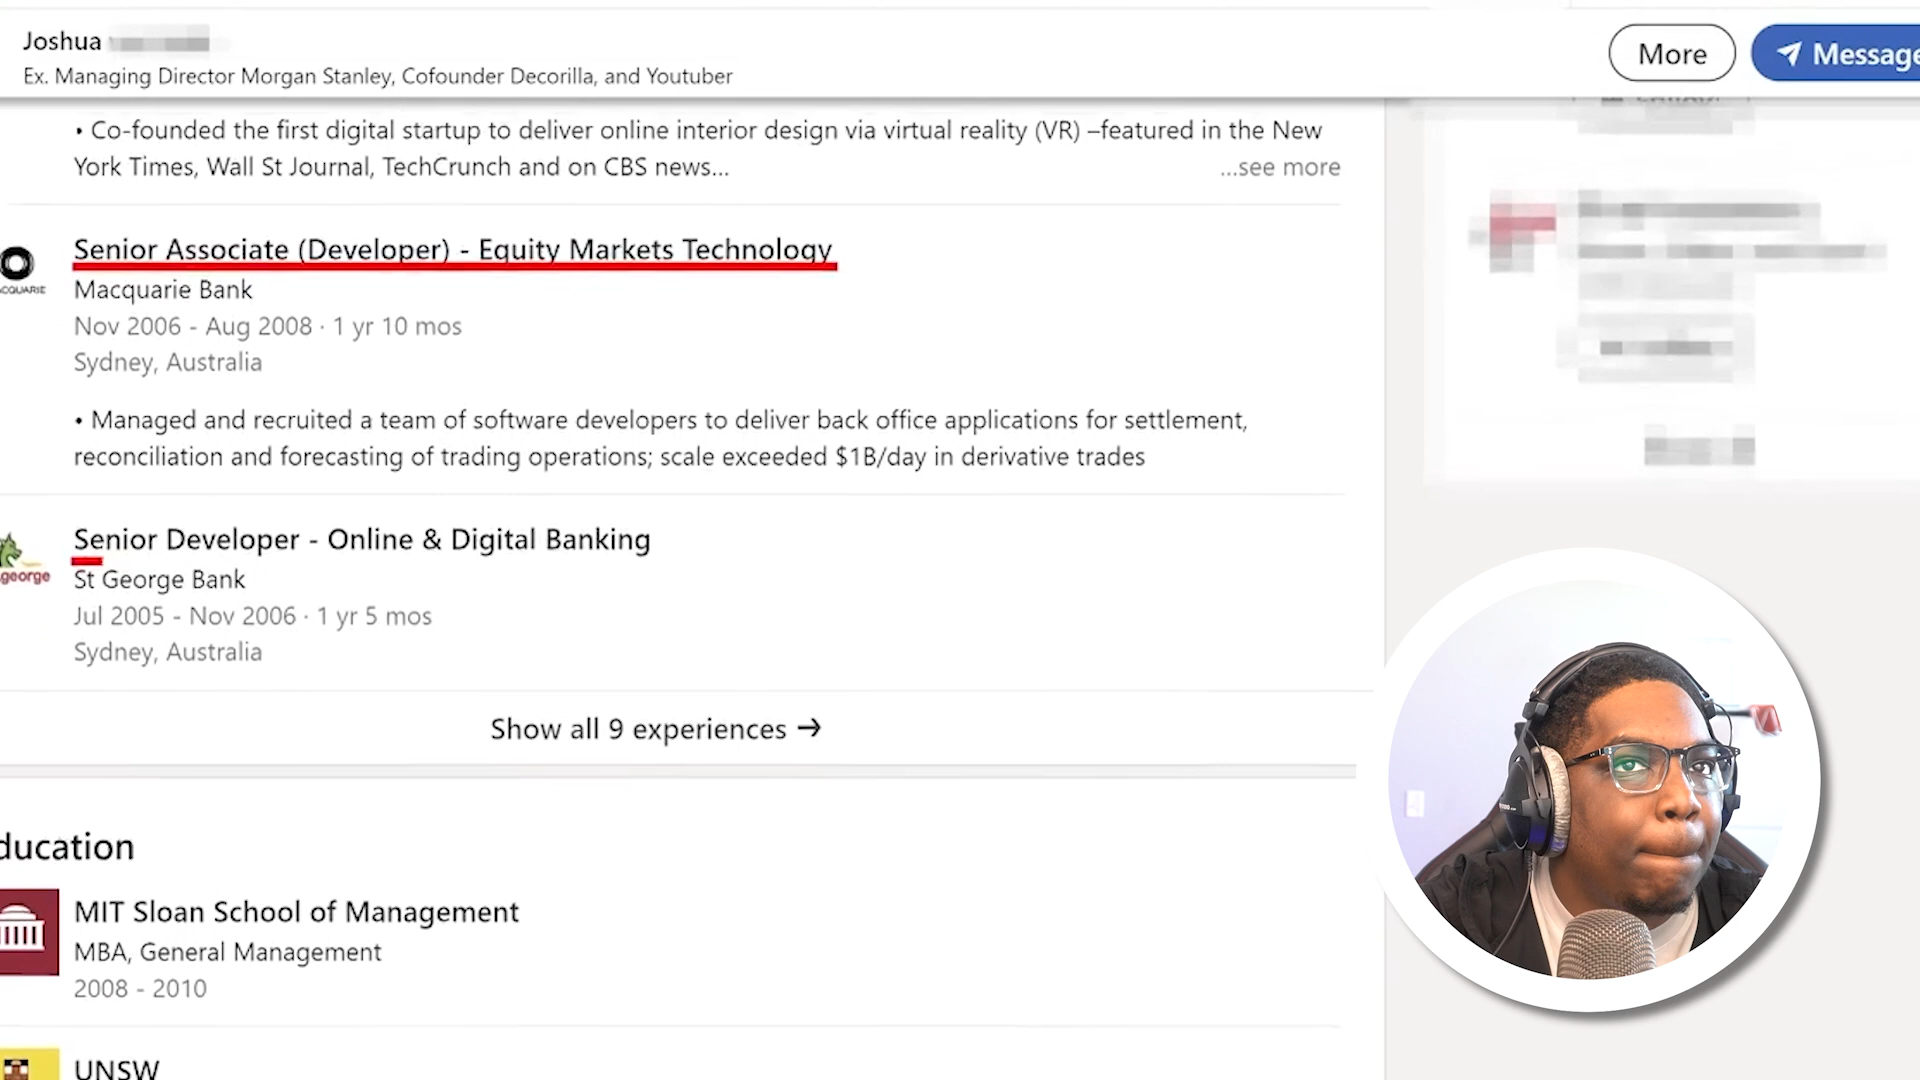 Joshua
Ex. Managing Director Morgan Stanley, Cofounder Decorilla, and Youtuber
More
Message
• Co-founded the first digital startup to deliver online interior design via virtual reality (VR) –featured in the New
York Times, Wall St Journal, TechCrunch and on CBS news...
...see more
Senior Associate (Developer) - Equity Markets Technology
Macquarie Bank
Nov 2006 - Aug 2008 · 1 yr 10 mos
Sydney, Australia
• Managed and recruited a team of software developers to deliver back office applications for settlement,
reconciliation and forecasting of trading operations; scale exceeded $1B/day in derivative trades
Senior Developer - Online & Digital Banking
george
St George Bank
Jul 2005 - Nov 2006 · 1 yr 5 mos
Sydney, Australia
Show all 9 experiences →
ducation
MIT Sloan School of Management
MBA, General Management
2008 - 2010
UNSW